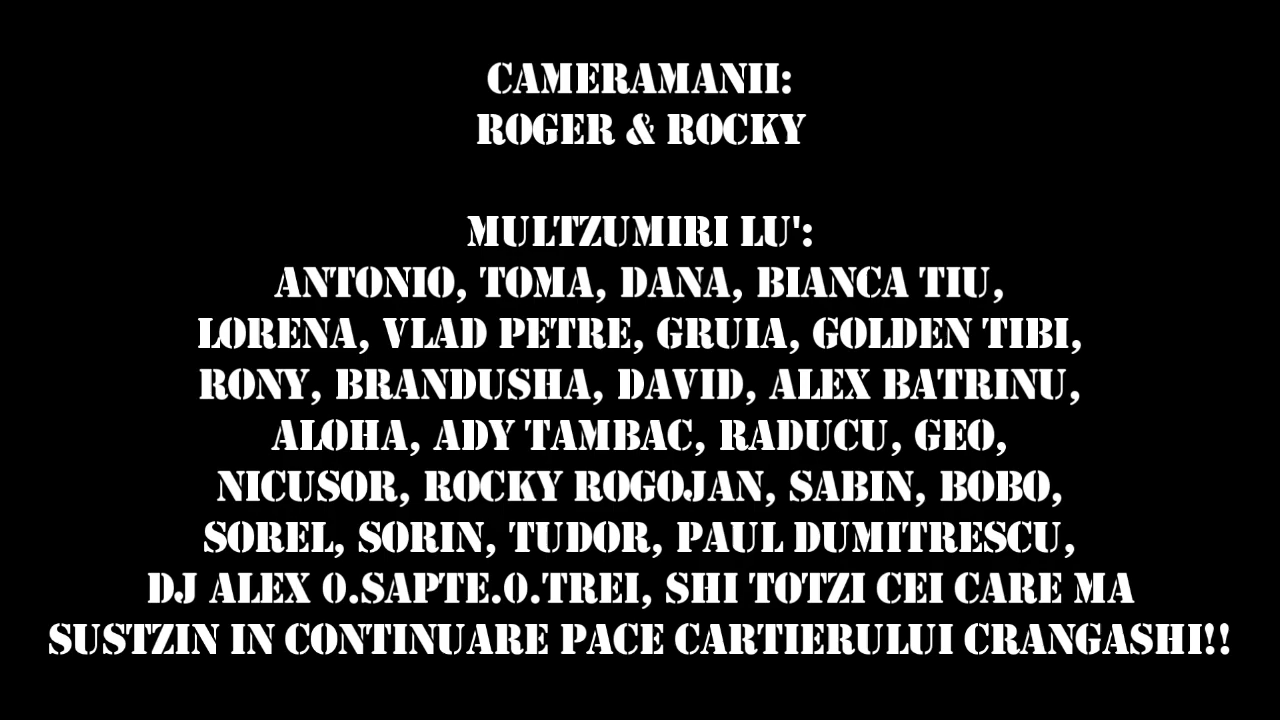 CAMERAMANII:
ROGER & ROCKY
MULTZUMIRI LU':
ANTONIO, TOMA, DANA, BIANCA TIU,
LORENA, VLAD PETRE, GRUIA, GOLDEN TIBI,
RONY, BRANDUSHA, DAVID, ALEX BATRINU,
ALOHA, ADY TAMBAC, RADUCU, GEO,
NICUSOR, ROCKY ROGOJAN, SABIN, BOBO,
SOREL, SORIN, TUDOR, PAUL DUMITRESCU,
DJ ALEX 0.SAPTE.0.TREI, SHI TOTZI CEI CARE MA
SUSTZIN IN CONTINUARE PACE CARTIERULUI CRANGASHI!!